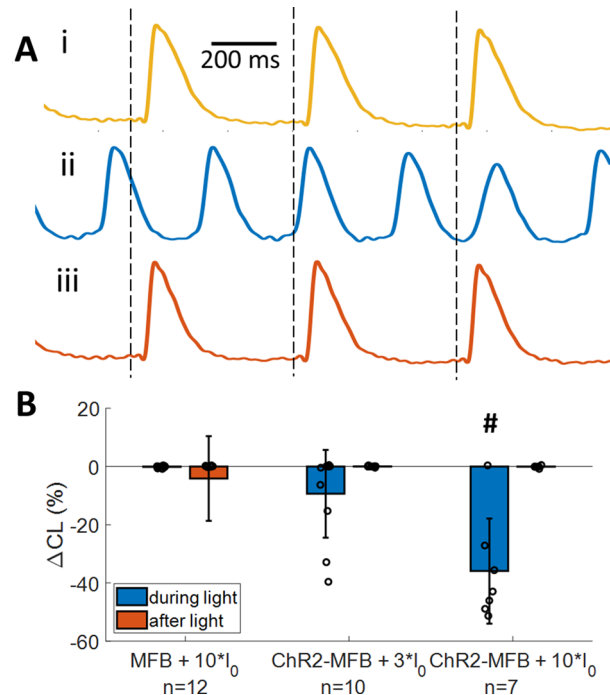 A
i
200 ms
ii
iii
B
20
0
-20
-40
-60
ΔCL (%)
#
during light
after light
MFB + 10*I₀
n=12
ChR2-MFB + 3*I₀
n=10
ChR2-MFB + 10*I₀
n=7